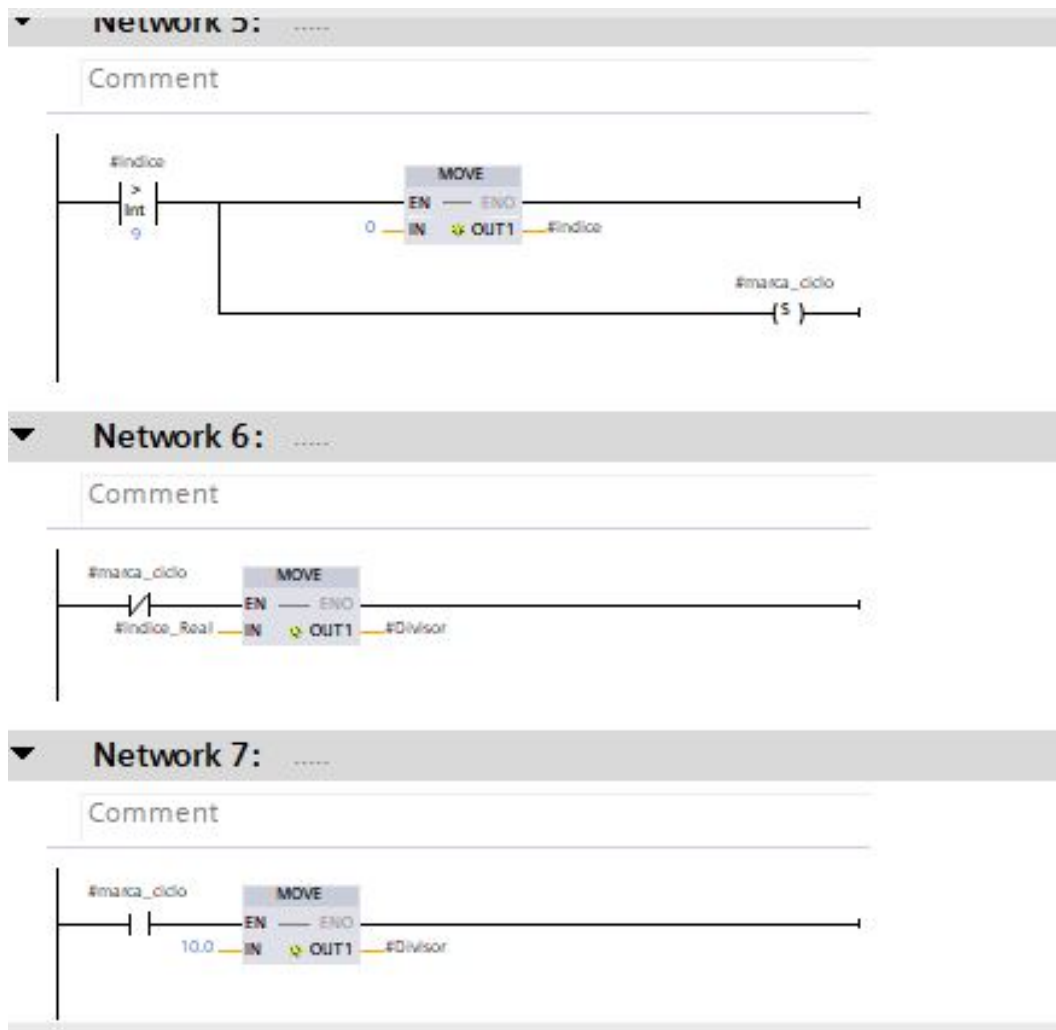 Network 5: .....
Comment
#indice
>
Int
9
MOVE
EN ENO
0 IN OUT1 #indice
#marca_ciclo
S
Network 6: .....
Comment
#marca_ciclo
MOVE
EN ENO
#indice_Real IN OUT1 #Divisor
Network 7: .....
Comment
#marca_ciclo
MOVE
EN ENO
10.0 IN OUT1 #Divisor